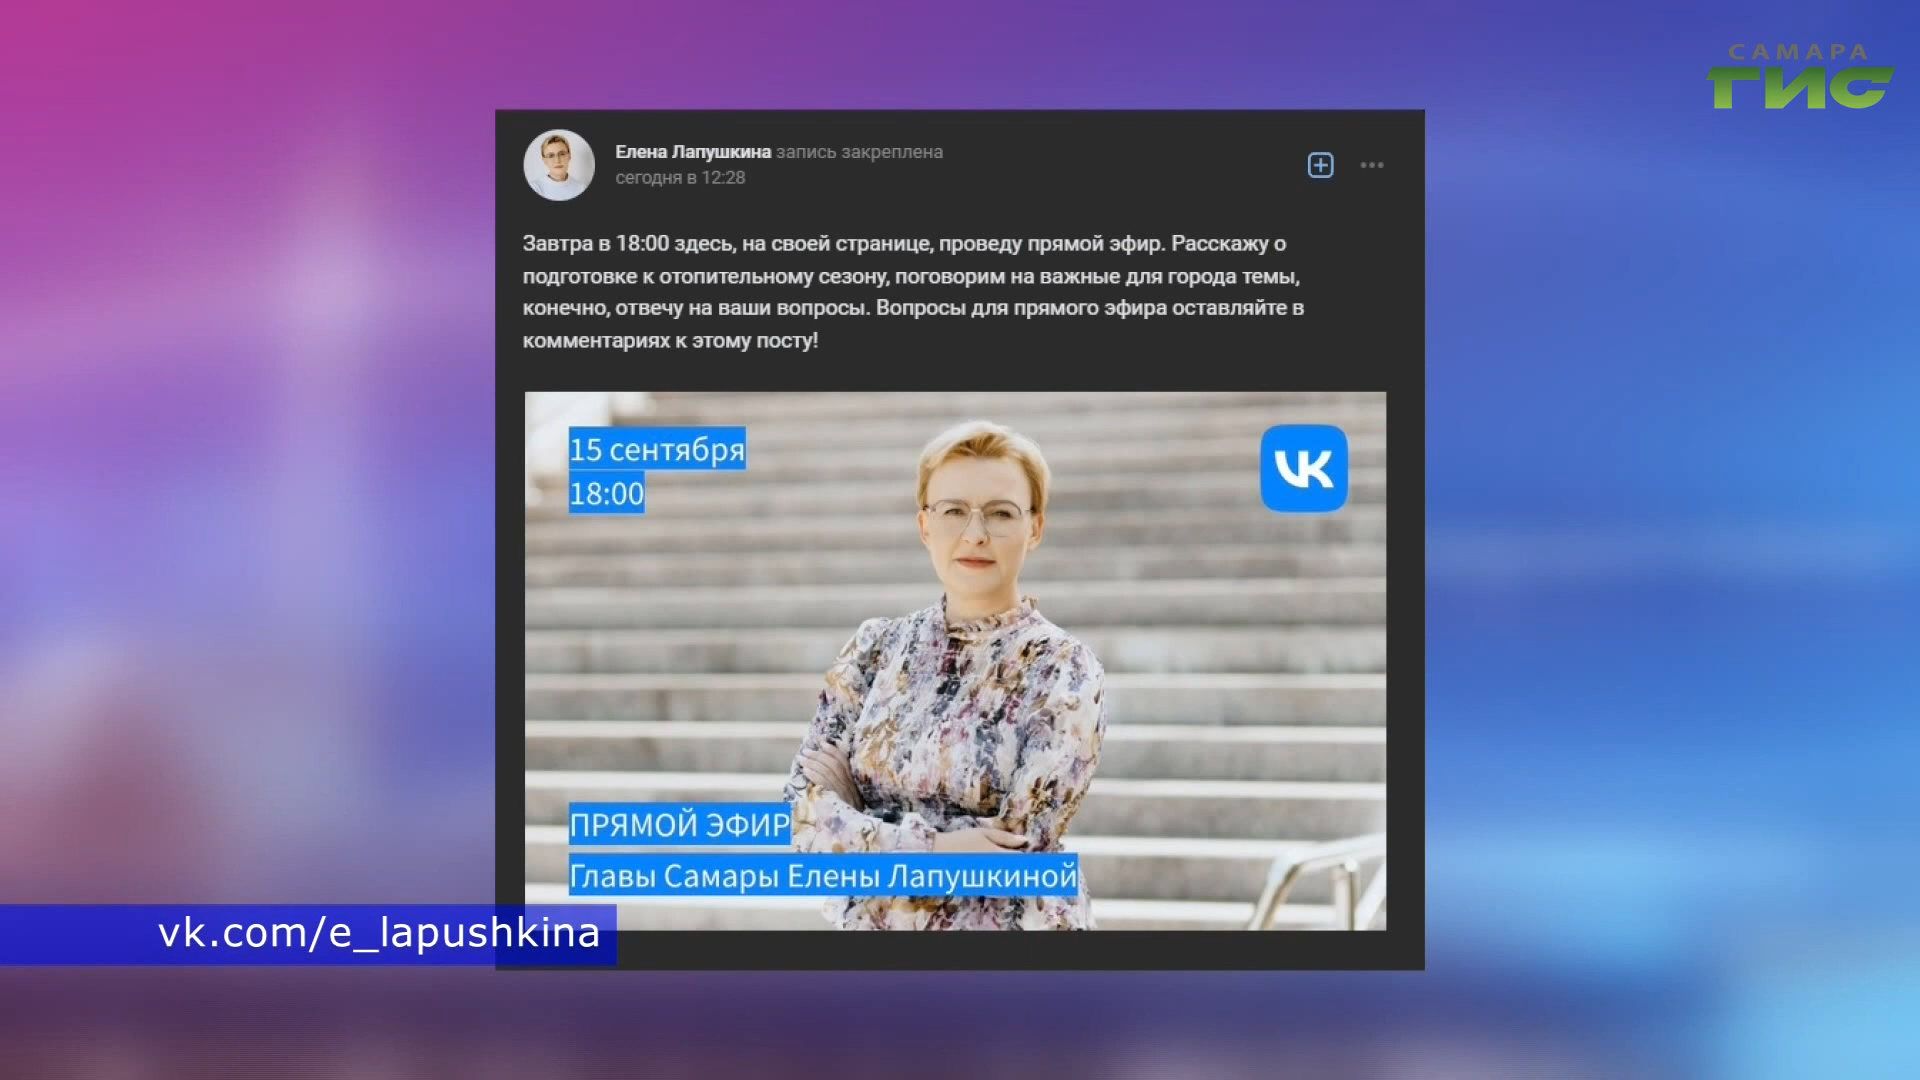 САМАРА
ГИС
Елена Лапушкина запись закреплена
сегодня в 12:28
Завтра в 18:00 здесь, на своей странице, проведу прямой эфир. Расскажу о
подготовке к отопительному сезону, поговорим на важные для города темы,
конечно, отвечу на ваши вопросы. Вопросы для прямого эфира оставляйте в
комментариях к этому посту!
15 сентября
18:00
VK
ПРЯМОЙ ЭФИР
Главы Самары Елены Лапушкиной
vk.com/e_lapushkina